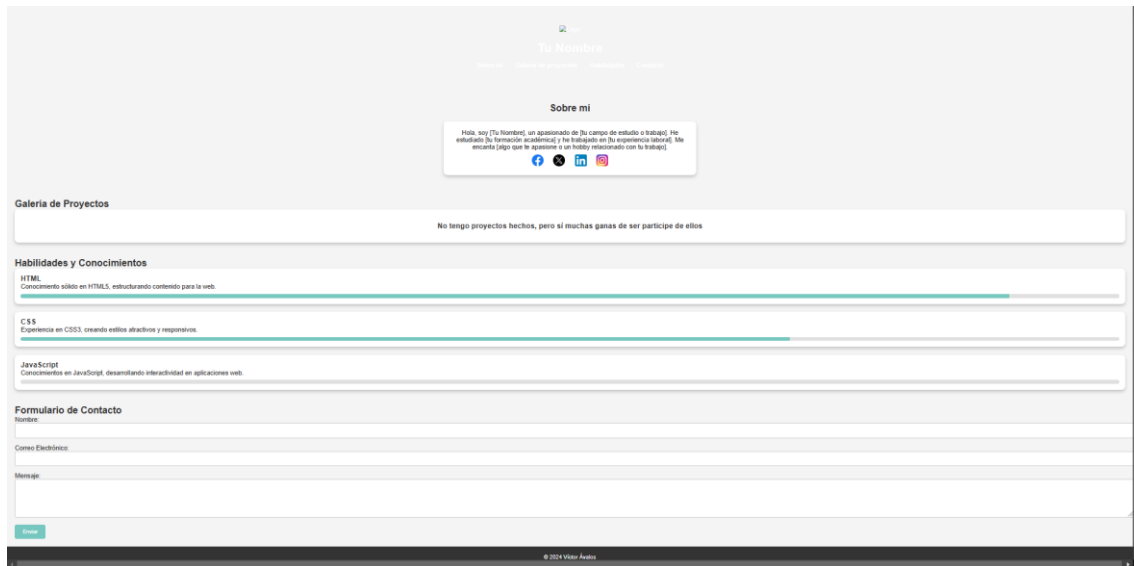 Tu Nombre
Sobre mi
Hola, soy [Tu Nombre], un apasionado de [tu campo de estudio o trabajo]. He
estudiado [tu formación académica] y he trabajado en [tu experiencia laboral]. Me
encanta [algo que te apasione o un hobby relacionado con tu trabajo].
Galeria de Proyectos
No tengo proyectos hechos, pero sí muchas ganas de ser participe de ellos
Habilidades y Conocimientos
HTML
Conocimiento sólido en HTML5, estructurando contenido para la web.
CSS
Experiencia en CSS3, creando estilos atractivos y responsivos.
JavaScript
Conocimientos en JavaScript, desarrollando interactividad en aplicaciones web.
Formulario de Contacto
Nombre:
Correo Electrónico:
Mensaje:
Enviar
© 2024 Víctor Ávalos